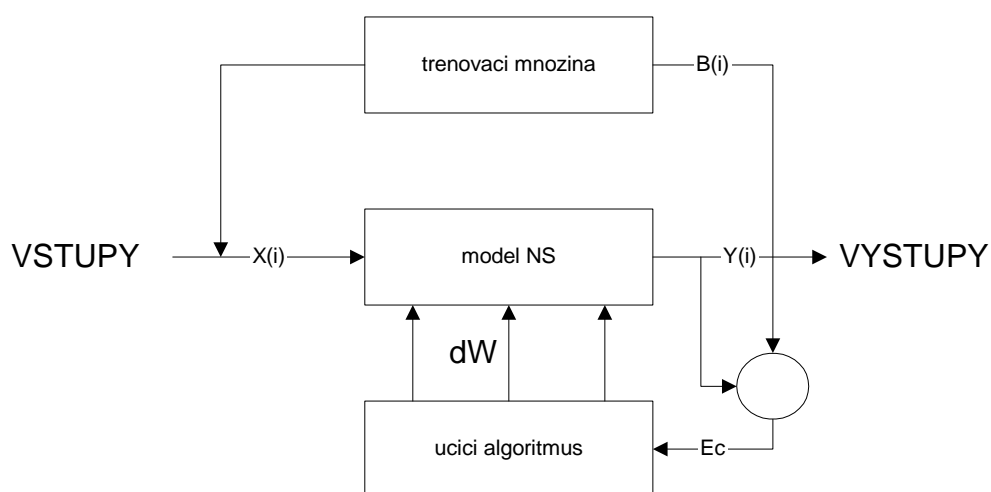 trenovaci mnozina
B(i)
VSTUPY
X(i)
model NS
Y(i)
VYSTUPY
dW
ucici algoritmus
Ec